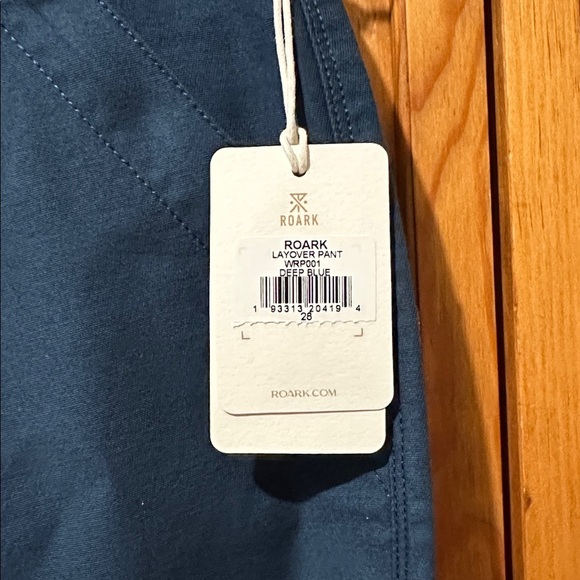 ROARK
ROARK
LAYOVER PANT
WRP001
DEEP BLUE
1 93313 20419 4
28
ROARK.COM